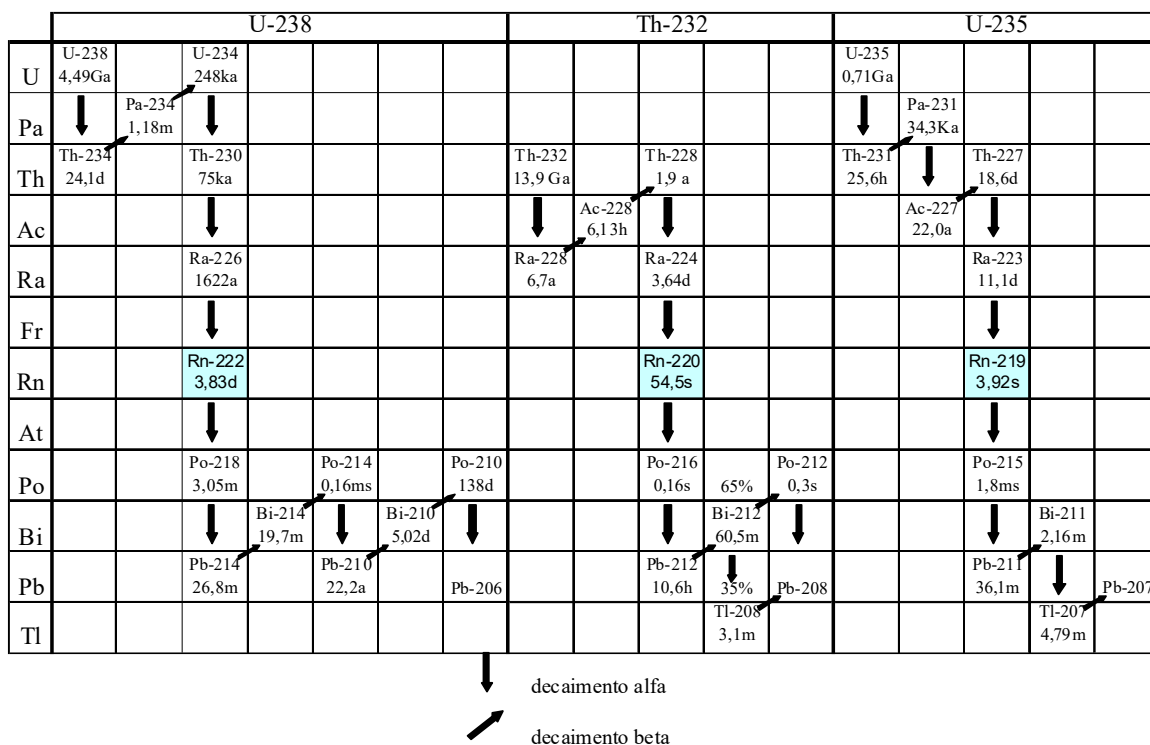 U-238 Th-232 U-235
U-238 U-234 U-235
U 4,49Ga 248ka 0,71Ga
Pa-234 Pa-231
Pa 1,18m 34,3Ka
Th-234 Th-230 Th-232 Th-228 Th-231 Th-227
Th 24,1d 75ka 13,9 Ga 1,9 a 25,6h 18,6d
Ac-228 Ac-227
Ac 6,13h 22,0a
Ra-226 Ra-228 Ra-224 Ra-223
Ra 1622a 6,7a 3,64d 11,1d
Fr
Rn-222 Rn-220 Rn-219
Rn 3,83d 54,5s 3,92s
At
Po-218 Po-214 Po-210 Po-216 Po-212 Po-215
Po 3,05m 0,16ms 138d 0,16s 65% 0,3s 1,8ms
Bi-214 Bi-210 Bi-212 Bi-211
Bi 19,7m 5,02d 60,5m 2,16m
Pb-214 Pb-210 Pb-212 Pb-211
Pb 26,8m 22,2a Pb-206 10,6h 35% Pb-208 36,1m Pb-207
Tl-208 Tl-207
Tl 3,1m 4,79m
decaimento alfa
decaimento beta